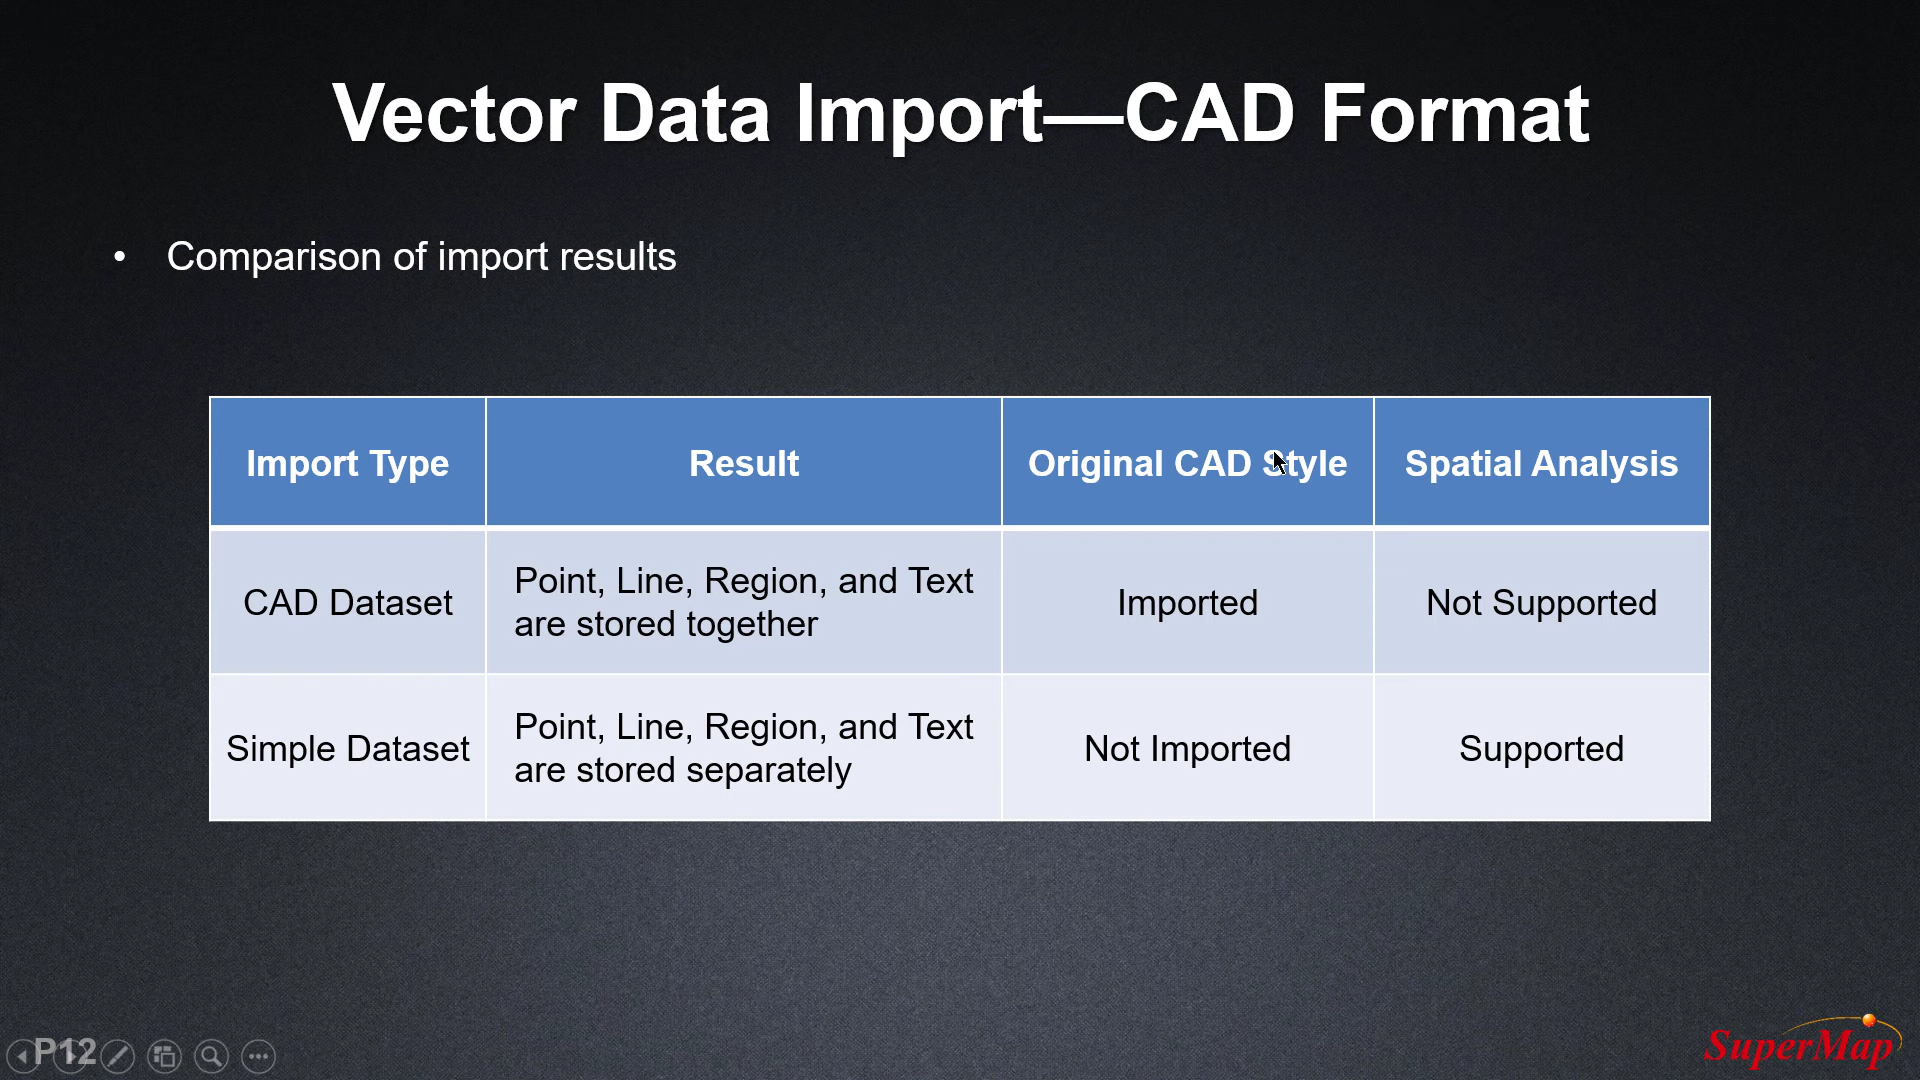 Vector Data Import—CAD Format
• Comparison of import results
Import Type Result Original CAD Style Spatial Analysis
CAD Dataset Point, Line, Region, and Text
are stored together Imported Not Supported
Simple Dataset Point, Line, Region, and Text
are stored separately Not Imported Supported
P12
SuperMap